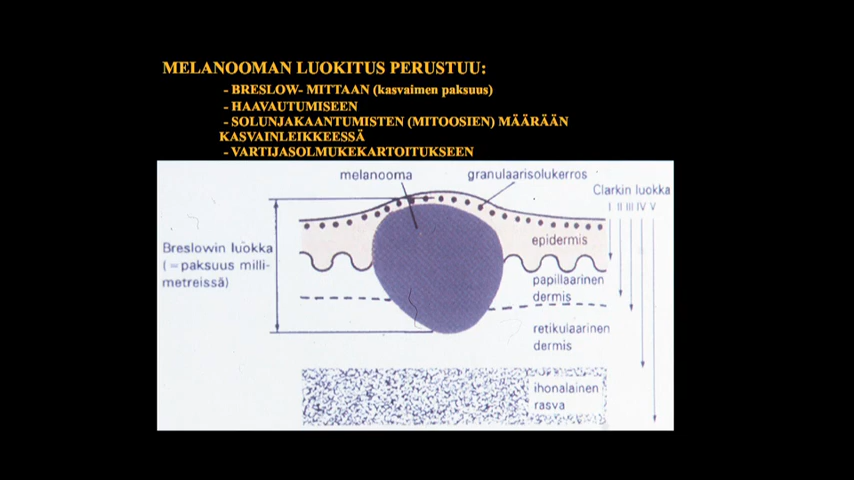 MELANOOMAN LUOKITUS PERUSTUU:
- BRESLOW- MITTAAN (kasvaimen paksuus)
- HAAVAUTUMISEEN
- SOLUNJAKAANTUMISTEN (MITOOSIEN) MÄÄRÄÄN
KASVAINLEIKKEESSÄ
- VARTIJASOLMUKEKARTOITUKSEEN
melanooma
granulaarisolukerros
Clarkin luokka
I II III IV V
Breslowin luokka
(=paksuus milli-
metreissä)
epidermis
papillaarinen
dermis
retikulaarinen
dermis
ihonalainen
rasva